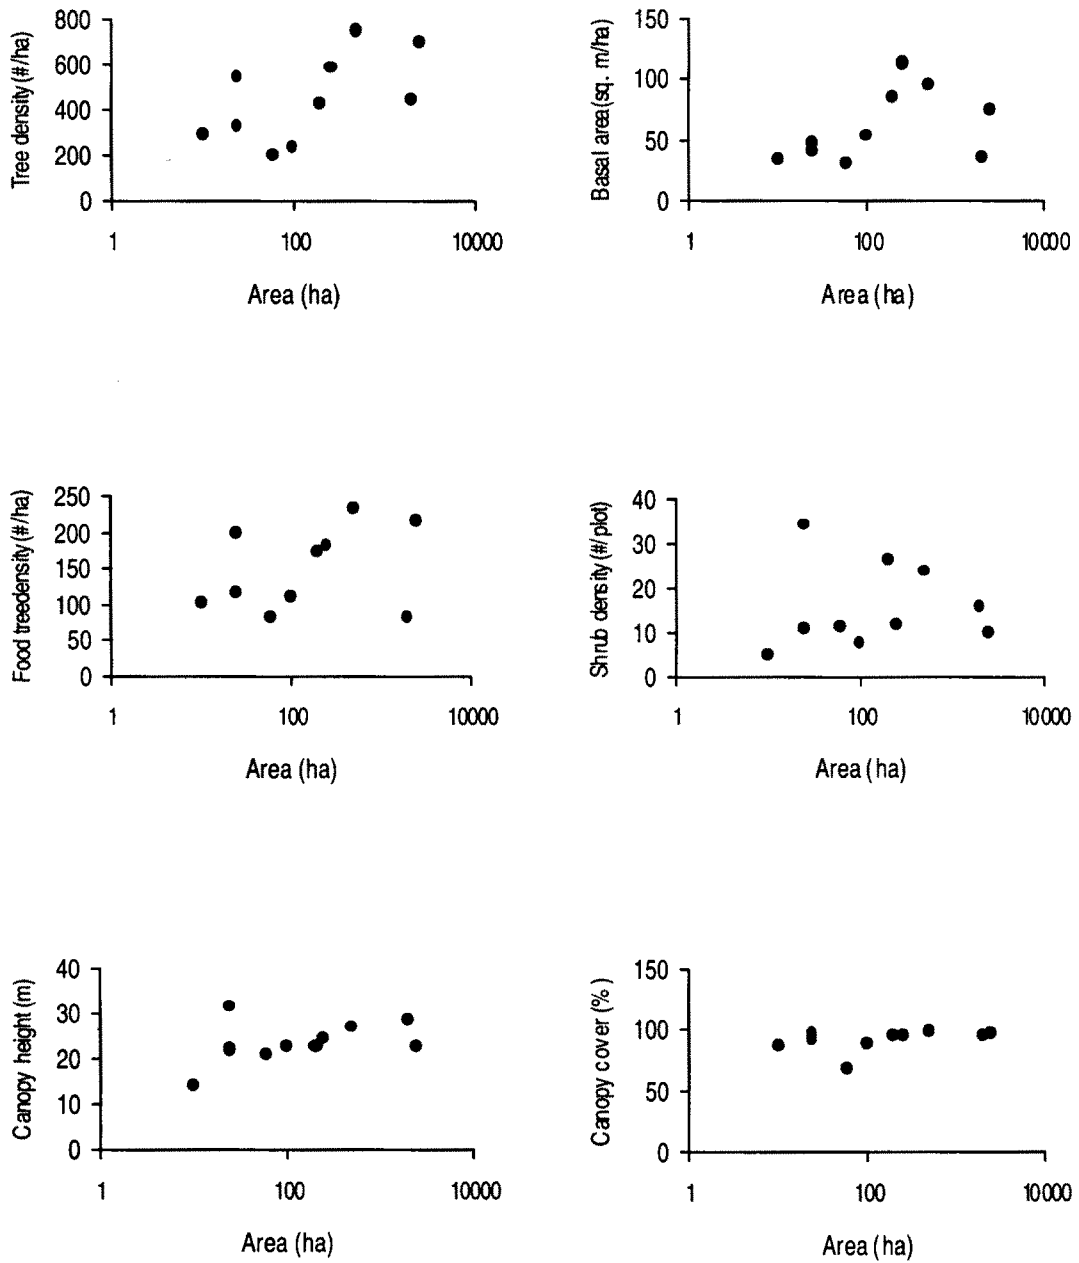 Tree density (#/ha)
800
600
400
200
0
1 100 10000
Area (ha)
Basal area (sq. m/ha)
150
100
50
0
1 100 10000
Area (ha)
Food treedensity (#/ha)
250
200
150
100
50
0
1 100 10000
Area (ha)
Shrub density (#/plot)
40
30
20
10
0
1 100 10000
Area (ha)
Canopy height (m)
40
30
20
10
0
1 100 10000
Area (ha)
Canopy cover (%)
150
100
50
0
1 100 10000
Area (ha)